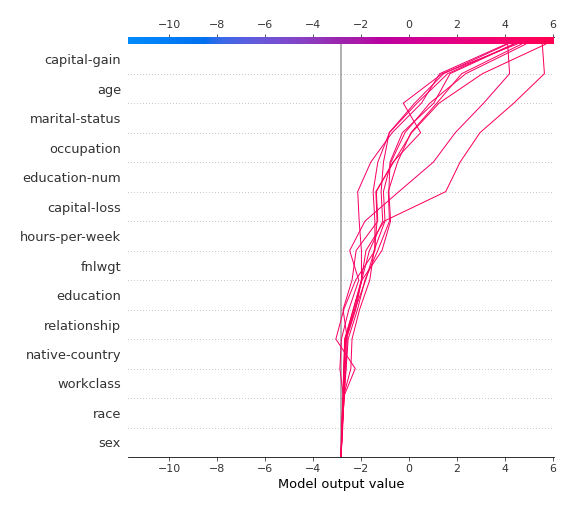 −10 −8 −6 −4 −2 0 2 4 6
capital-gain
age
marital-status
occupation
education-num
capital-loss
hours-per-week
fnlwgt
education
relationship
native-country
workclass
race
sex
−10 −8 −6 −4 −2 0 2 4 6
Model output value